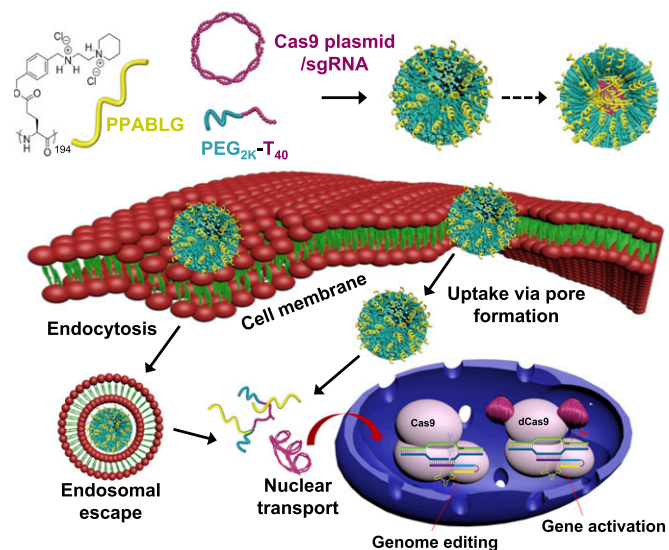 Cl⊖
N⊕
H H
N⊕
H
Cl⊖
O
O
N
H
O
194
PPABLG
Cas9 plasmid
/sgRNA
PEG2K-T40
Cell membrane
Uptake via pore
formation
Endocytosis
Endosomal
escape
Nuclear
transport
Cas9
dCas9
Genome editing
Gene activation